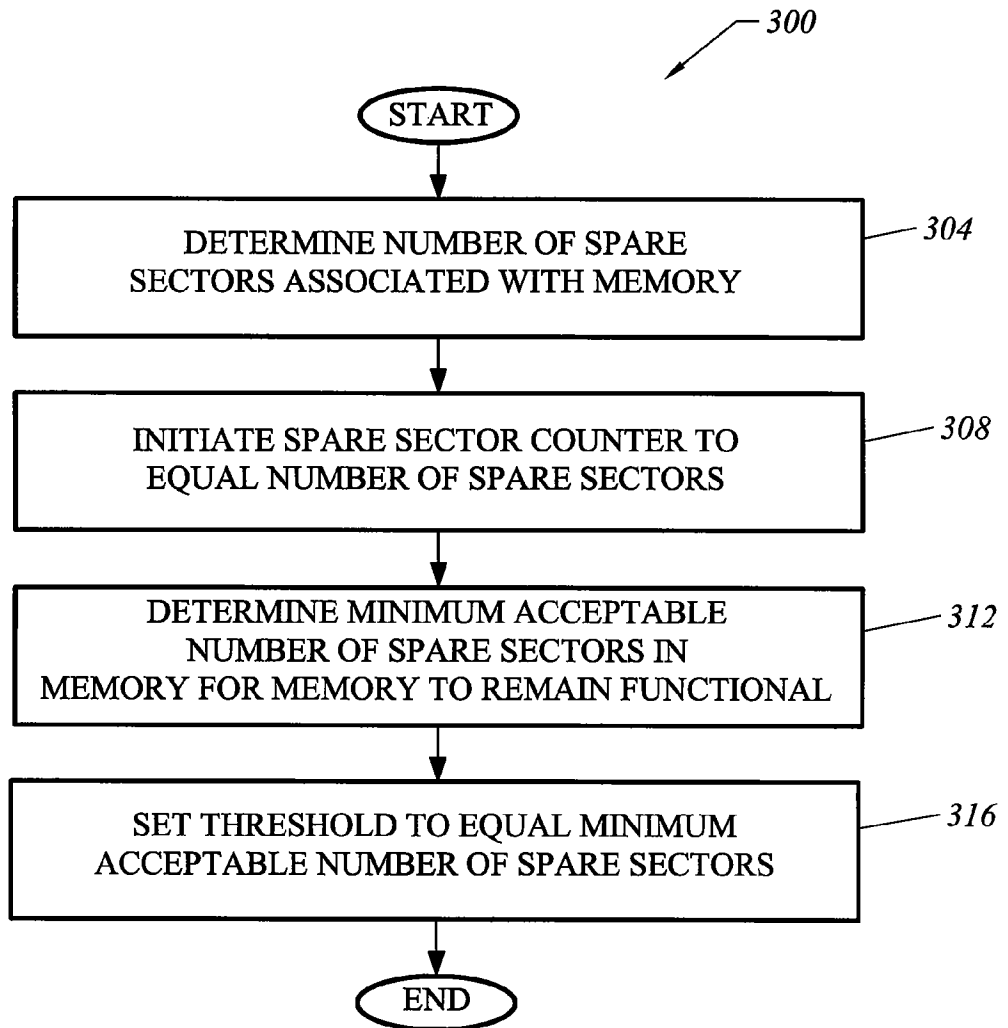 300
START
DETERMINE NUMBER OF SPARE
SECTORS ASSOCIATED WITH MEMORY
304
INITIATE SPARE SECTOR COUNTER TO
EQUAL NUMBER OF SPARE SECTORS
308
DETERMINE MINIMUM ACCEPTABLE
NUMBER OF SPARE SECTORS IN
MEMORY FOR MEMORY TO REMAIN FUNCTIONAL
312
SET THRESHOLD TO EQUAL MINIMUM
ACCEPTABLE NUMBER OF SPARE SECTORS
316
END